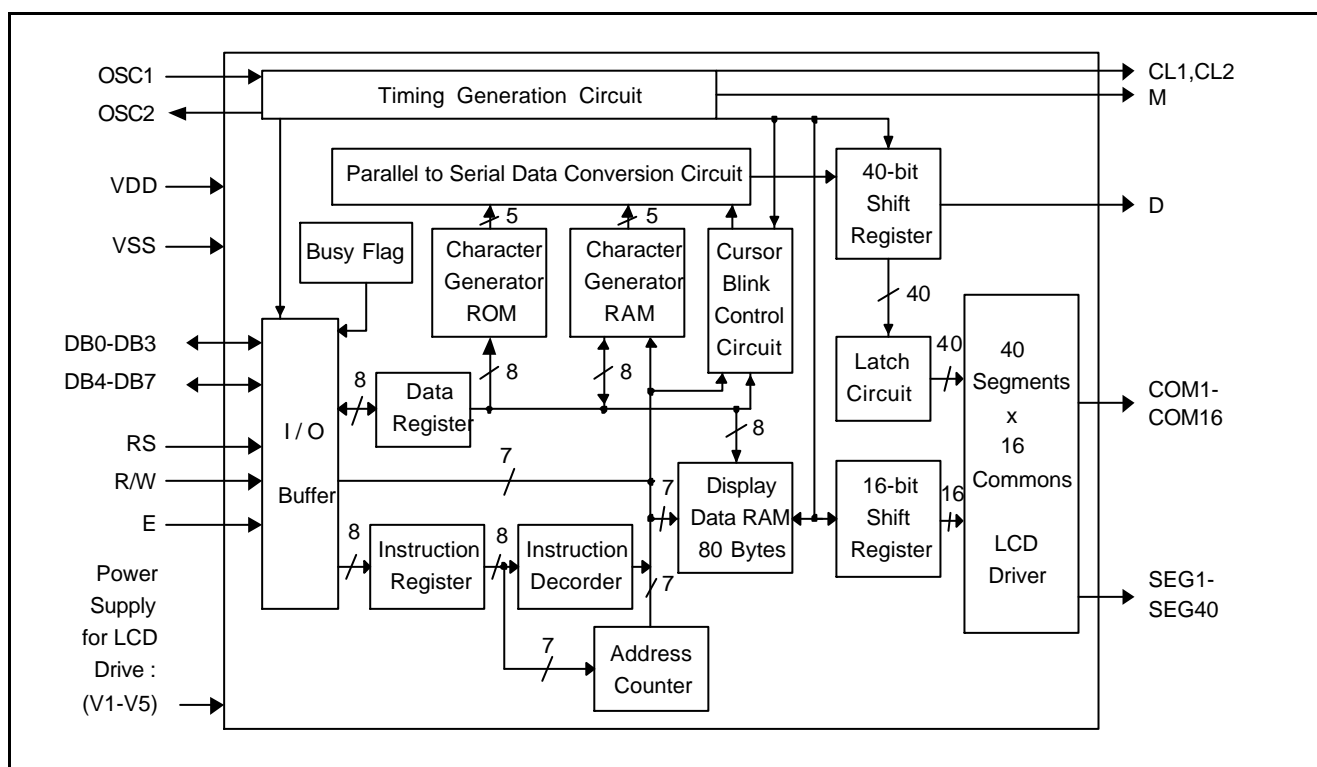 OSC1
OSC2
VDD
VSS
DB0-DB3
DB4-DB7
RS
R/W
E
Power
Supply
for LCD
Drive :
(V1-V5)
Timing Generation Circuit
Parallel to Serial Data Conversion Circuit
5
5
Busy Flag
Character
Generator
ROM
Character
Generator
RAM
Cursor
Blink
Control
Circuit
40-bit
Shift
Register
40
8
8
8
Data
Register
I / O
Buffer
8
7
7
Display
Data RAM
80 Bytes
Latch
Circuit
40
16-bit
Shift
Register
16
40
Segments
x
16
Commons
LCD
Driver
8
Instruction
Register
8
Instruction
Decorder
7
7
Address
Counter
CL1,CL2
M
D
COM1-
COM16
SEG1-
SEG40